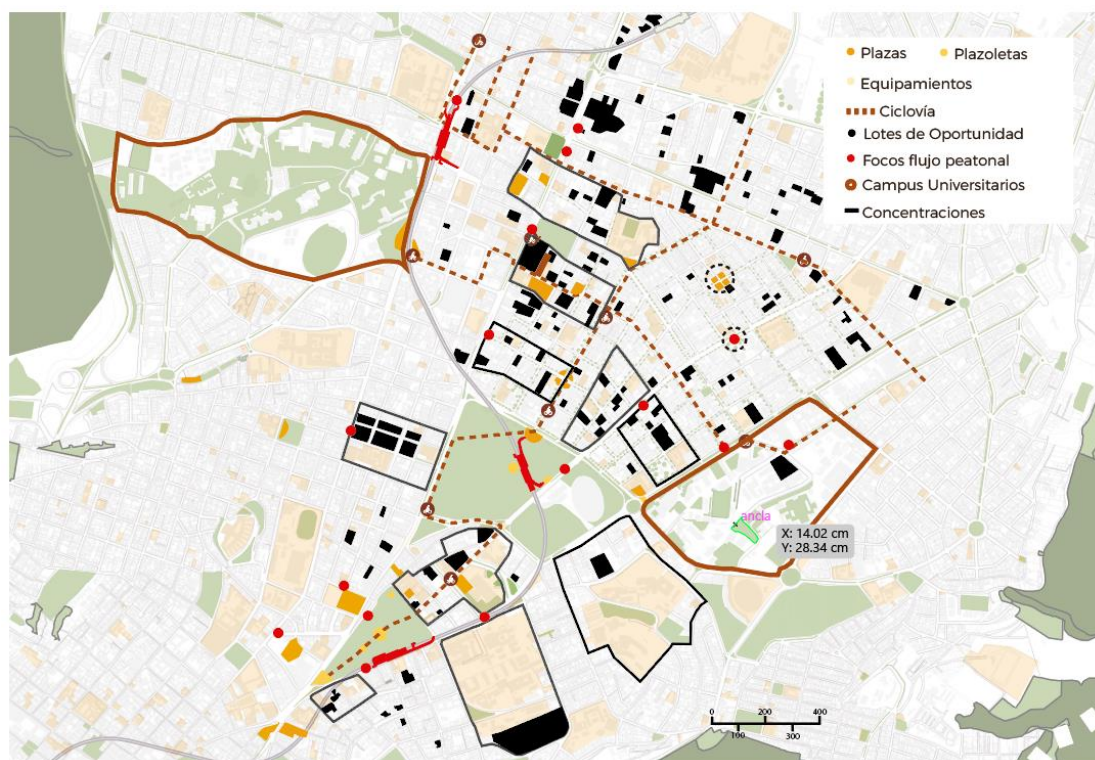 Plazas
Plazoletas
Equipamientos
Ciclovía
Lotes de Oportunidad
Focos flujo peatonal
Campus Universitarios
Concentraciones
ancla
X: 14.02 cm
Y: 28.34 cm
0 200 400
100 300